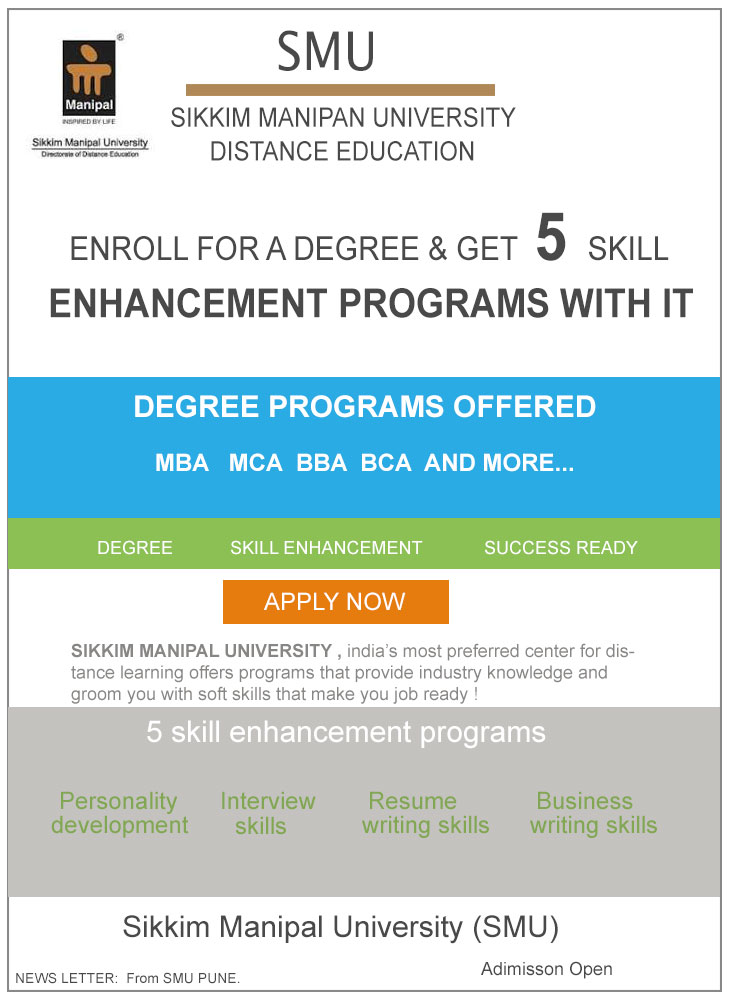 ®
Manipal
INSPIRED BY LIFE
Sikkim Manipal University
Directorate of Distance Education
SMU
SIKKIM MANIPAN UNIVERSITY
DISTANCE EDUCATION
ENROLL FOR A DEGREE & GET 5 SKILL
ENHANCEMENT PROGRAMS WITH IT
DEGREE PROGRAMS OFFERED
MBA MCA BBA BCA AND MORE...
DEGREE SKILL ENHANCEMENT SUCCESS READY
APPLY NOW
SIKKIM MANIPAL UNIVERSITY , india’s most preferred center for dis-
tance learning offers programs that provide industry knowledge and
groom you with soft skills that make you job ready !
5 skill enhancement programs
Personality
development
Interview
skills
Resume
writing skills
Business
writing skills
Sikkim Manipal University (SMU)
Adimisson Open
NEWS LETTER: From SMU PUNE.